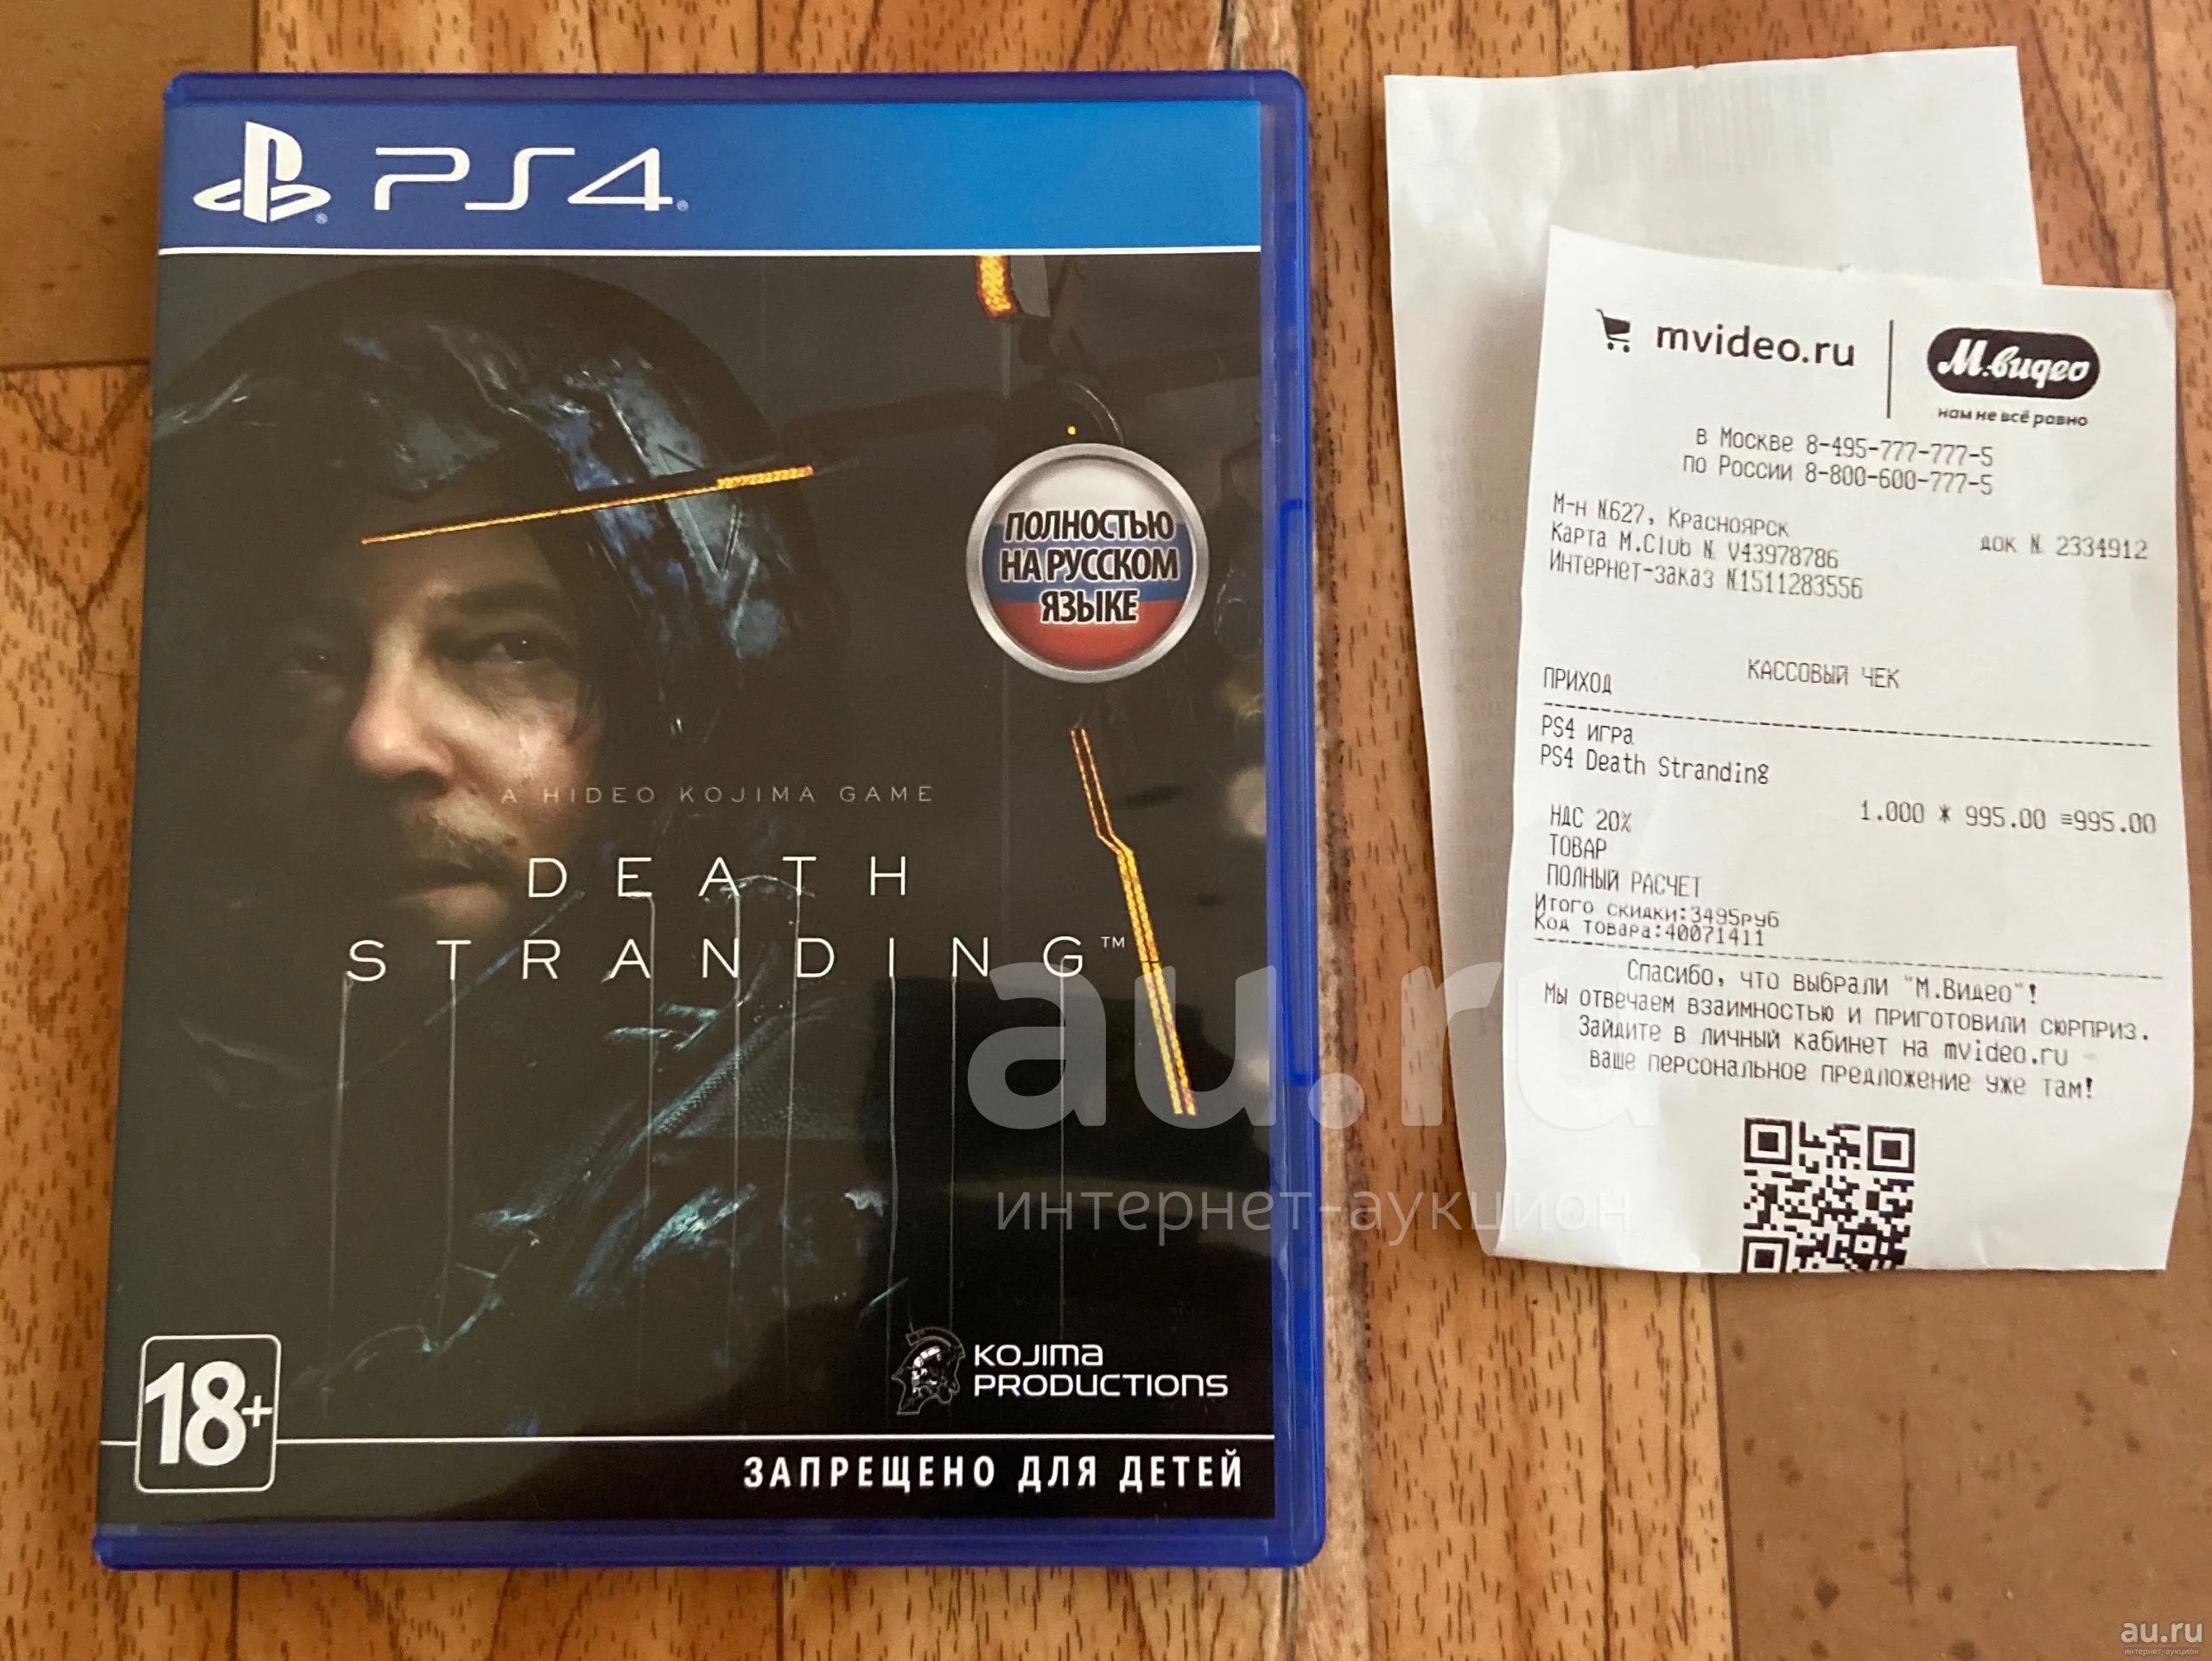 PS4
ПОЛНОСТЬЮ
НА РУССКОМ
ЯЗЫКЕ
A HIDEO KOJIMA GAME
DEATH
STRANDING™
KOJIMA
PRODUCTIONS
18+
ЗАПРЕЩЕНО ДЛЯ ДЕТЕЙ
mvideo.ru
М.видео
нам не всё равно
в Москве 8-495-777-777-5
по России 8-800-600-777-5
М-н №627, Красноярск
док № 2334912
Карта M.Club № V43978786
Интернет-заказ №1511283556
КАССОВЫЙ ЧЕК
ПРИХОД
PS4 игра
PS4 Death Stranding
1.000 * 995.00 =995.00
НДС 20%
ТОВАР
ПОЛНЫЙ РАСЧЕТ
Итого скидки:3495руб
Код товара:40071411
Спасибо, что выбрали "М.Видео"!
Мы отвечаем взаимностью и приготовили сюрприз.
Зайдите в личный кабинет на mvideo.ru -
ваше персональное предложение уже там!
au.ru
интернет-аукцион
au.ru
интернет-аукцион